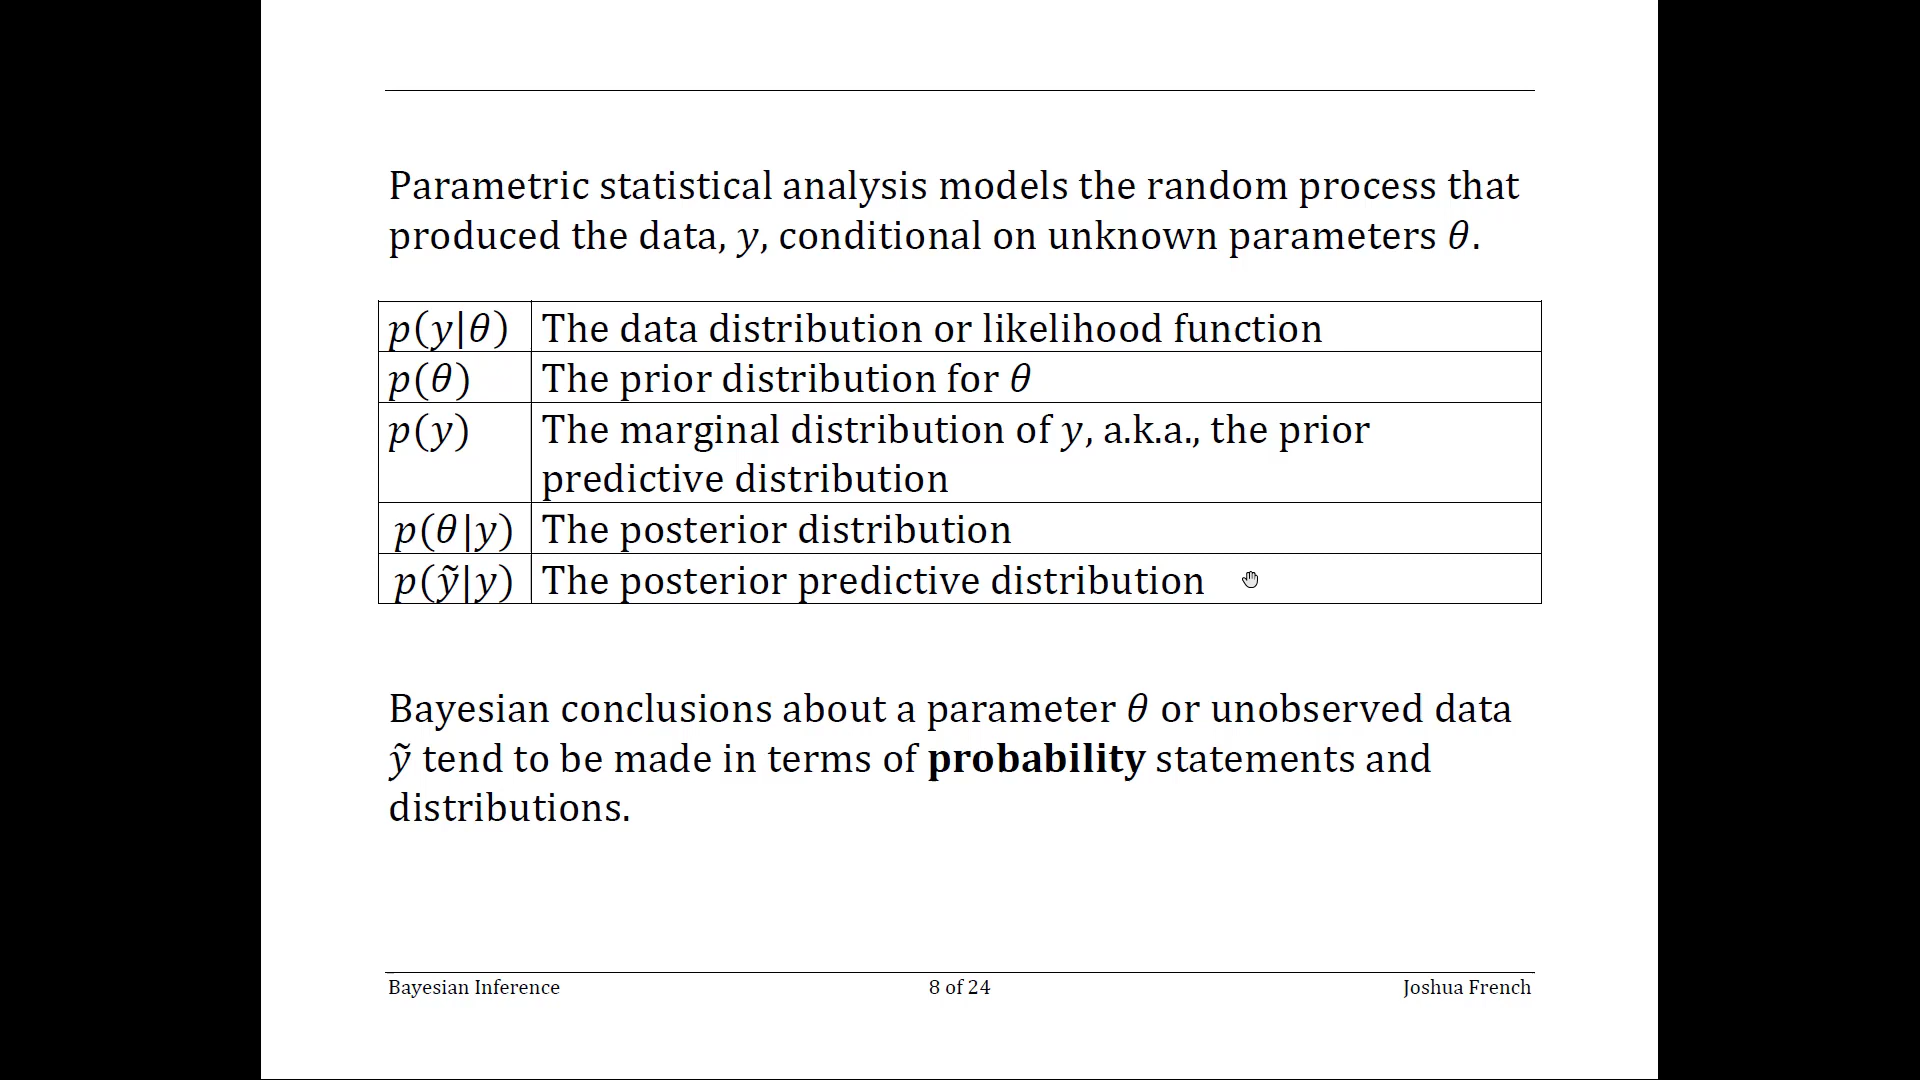 Parametric statistical analysis models the random process that
produced the data, y, conditional on unknown parameters θ.
p(y|θ) The data distribution or likelihood function
p(θ) The prior distribution for θ
p(y) The marginal distribution of y, a.k.a., the prior
predictive distribution
p(θ|y) The posterior distribution
p(ỹ|y) The posterior predictive distribution
Bayesian conclusions about a parameter θ or unobserved data
ỹ tend to be made in terms of probability statements and
distributions.
Bayesian Inference 8 of 24 Joshua French